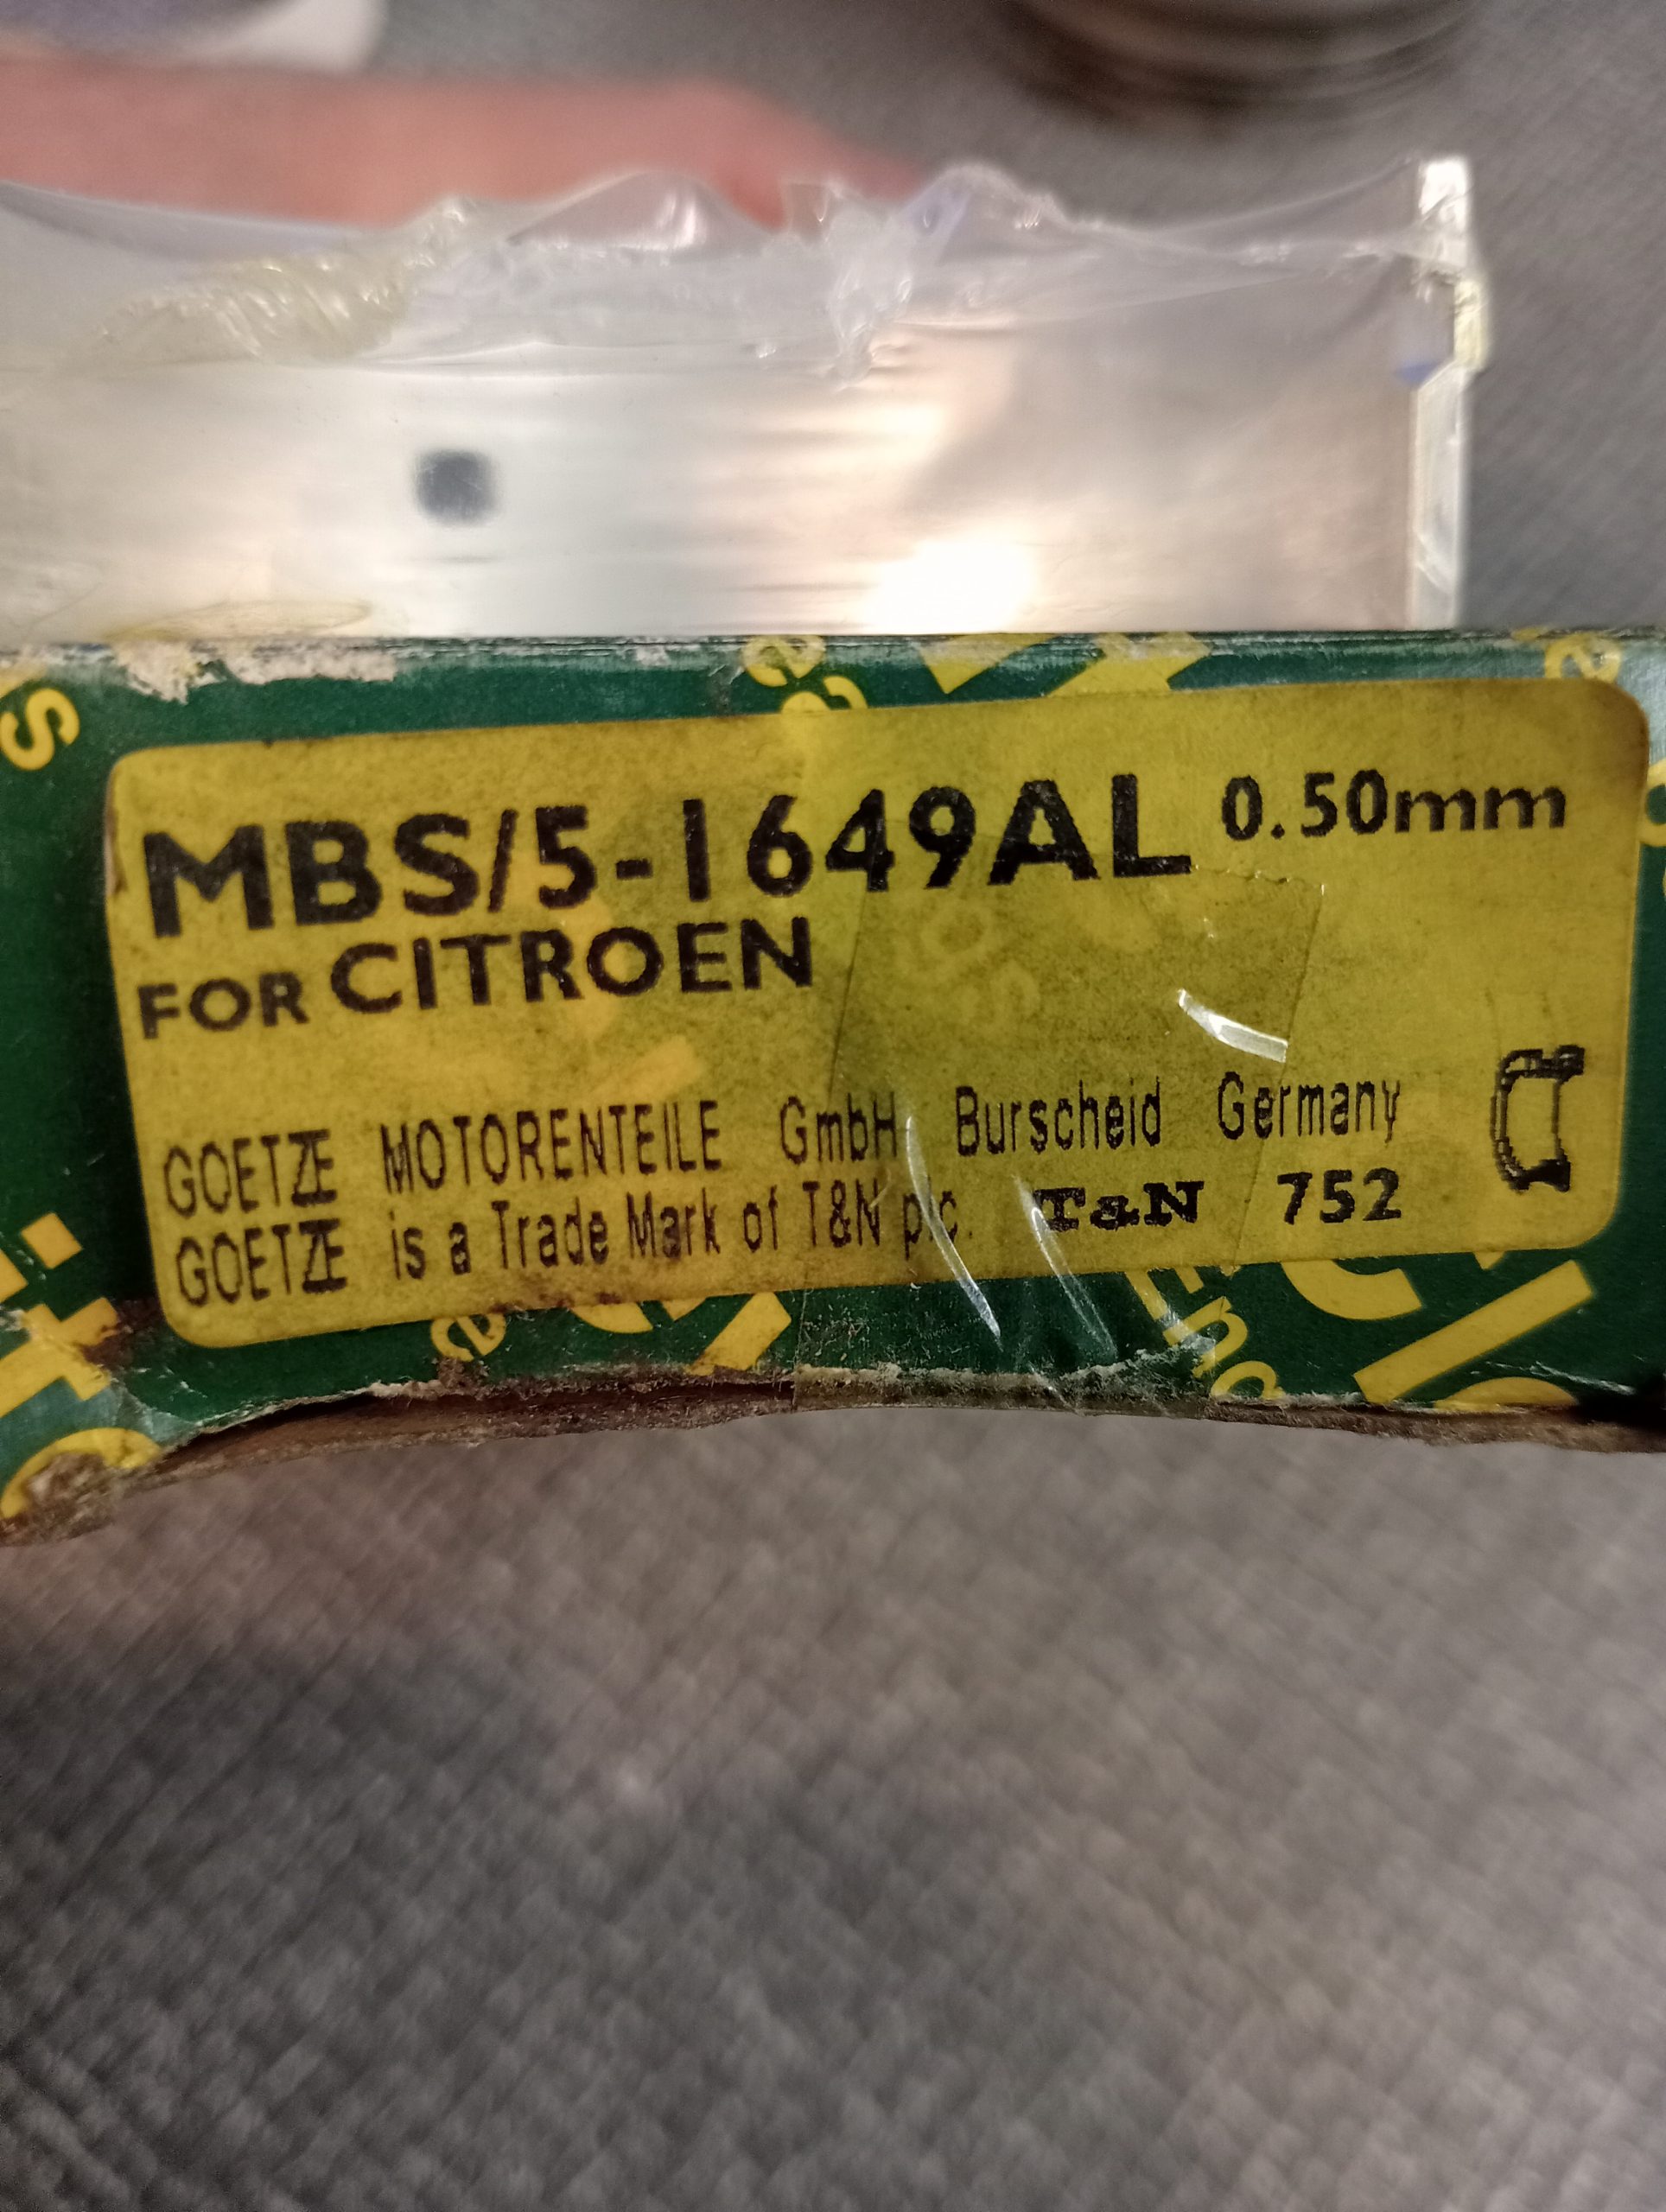 MBS/5-1649AL 0.50mm
FOR CITROEN
GOETZE MOTORENTEILE GmbH Burscheid Germany
GOETZE is a Trade Mark of T&N plc. T&N 752